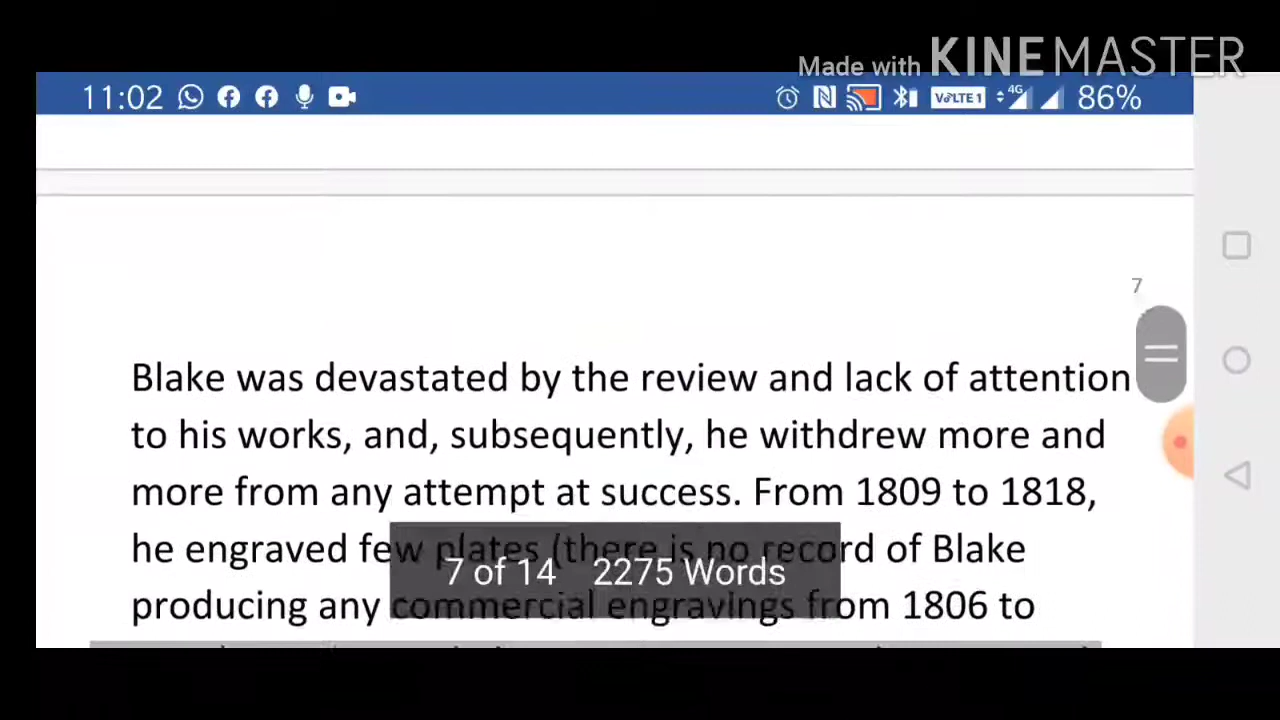 Made with KINEMASTER
11:02 VoLTE 1 4G 86%
7
Blake was devastated by the review and lack of attention
to his works, and, subsequently, he withdrew more and
more from any attempt at success. From 1809 to 1818,
he engraved few plates (there is no record of Blake
7 of 14 2275 Words
producing any commercial engravings from 1806 to